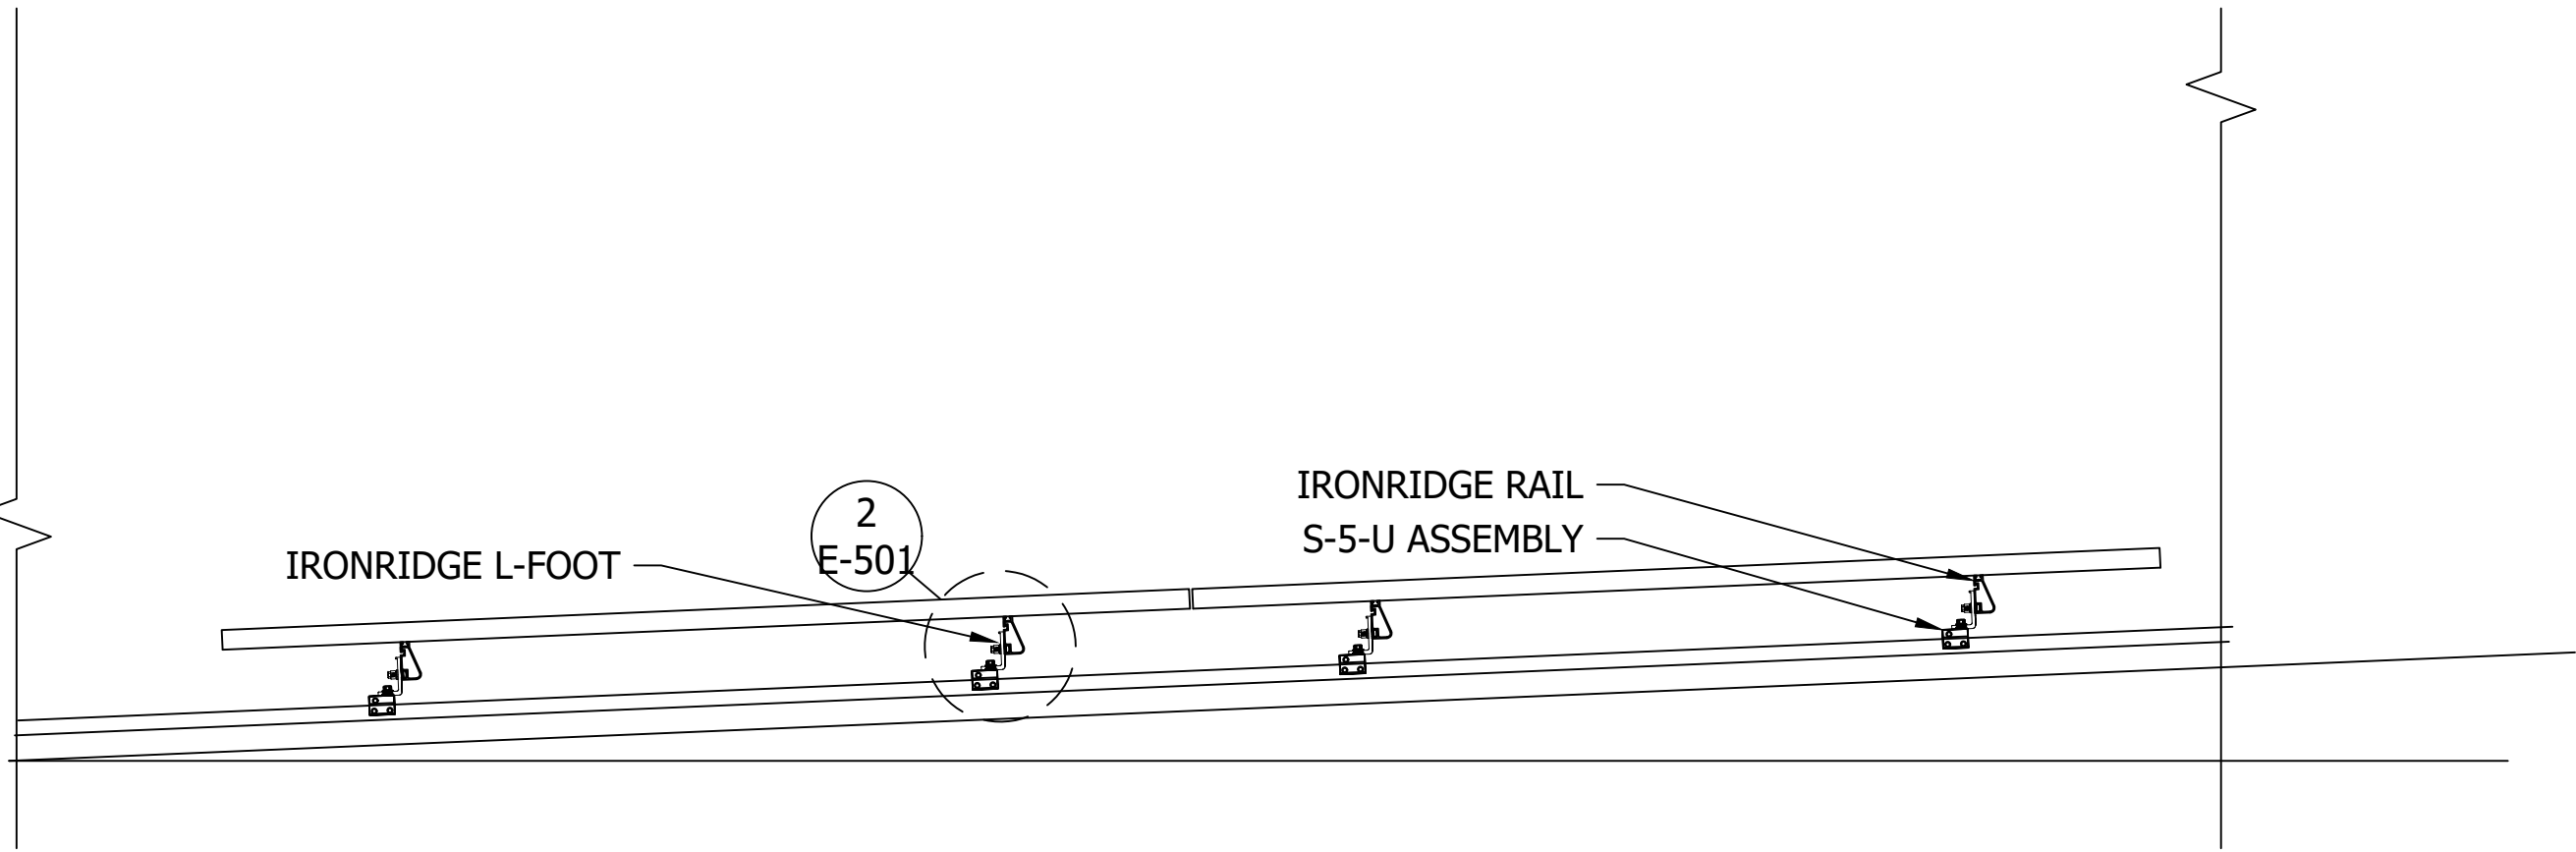 IRONRIDGE RAIL
2
S-5-U ASSEMBLY
E-501
IRONRIDGE L-FOOT